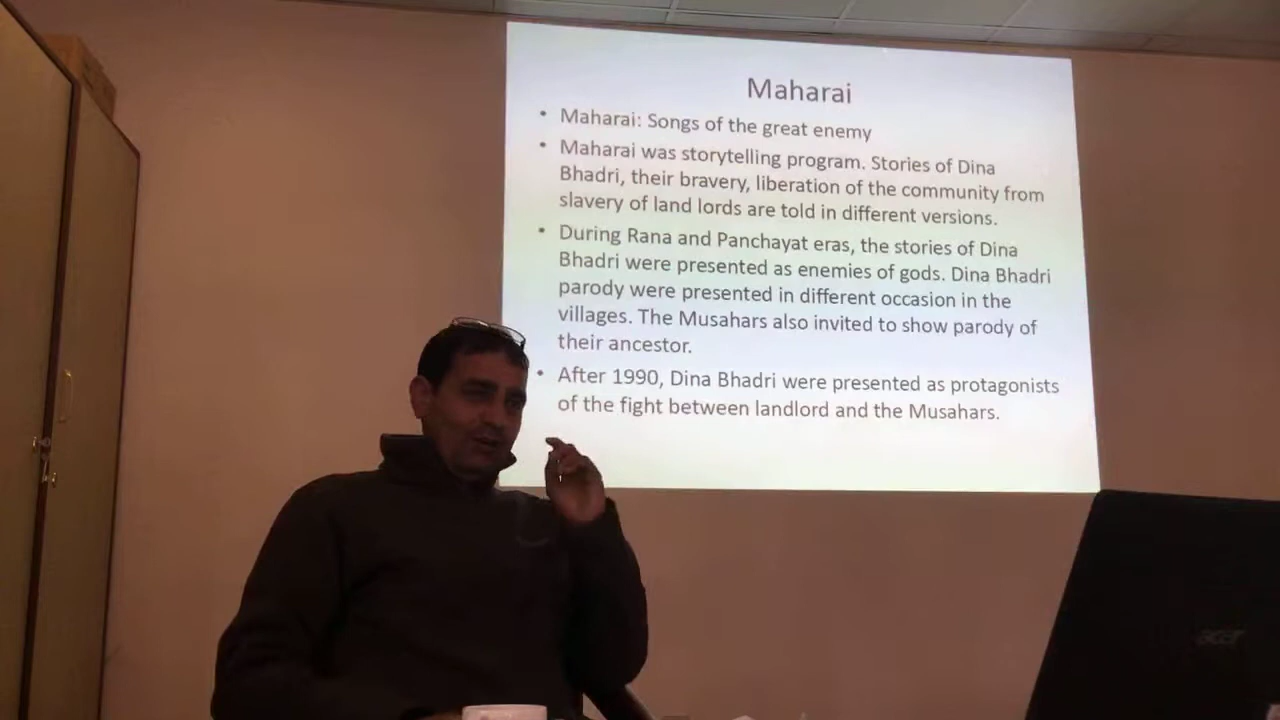 Maharai
• Maharai: Songs of the great enemy
• Maharai was storytelling program. Stories of Dina
Bhadri, their bravery, liberation of the community from
slavery of land lords are told in different versions.
• During Rana and Panchayat eras, the stories of Dina
Bhadri were presented as enemies of gods. Dina Bhadri
parody were presented in different occasion in the
villages. The Musahars also invited to show parody of
their ancestor.
• After 1990, Dina Bhadri were presented as protagonists
of the fight between landlord and the Musahars.
acer